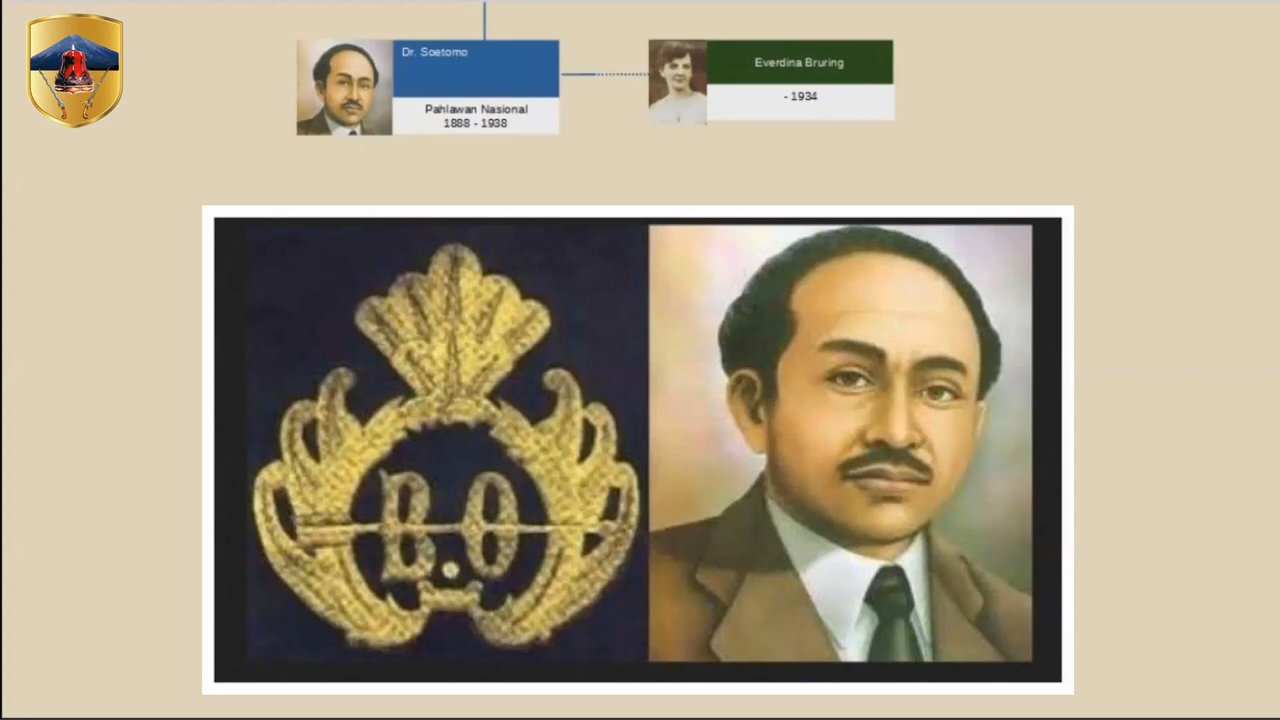 Dr. Soetomo
Pahlawan Nasional
1888 - 1938
Everdina Bruring
- 1934
B.O